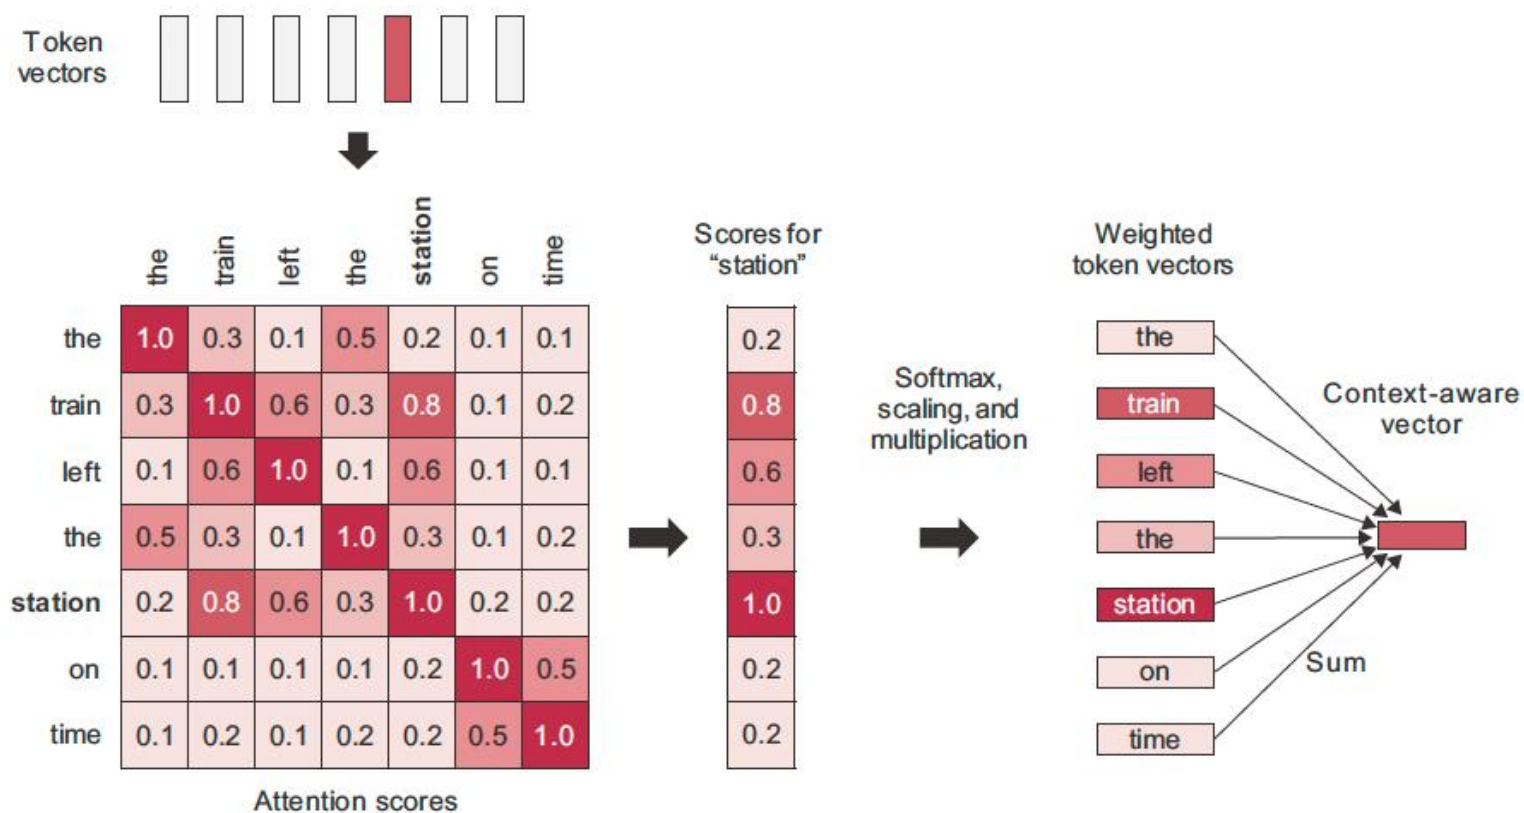 Token
vectors
the train left the station on time
Scores for
“station”
Weighted
token vectors
the 1.0 0.3 0.1 0.5 0.2 0.1 0.1
train 0.3 1.0 0.6 0.3 0.8 0.1 0.2
left 0.1 0.6 1.0 0.1 0.6 0.1 0.1
the 0.5 0.3 0.1 1.0 0.3 0.1 0.2
station 0.2 0.8 0.6 0.3 1.0 0.2 0.2
on 0.1 0.1 0.1 0.1 0.2 1.0 0.5
time 0.1 0.2 0.1 0.2 0.2 0.5 1.0
Attention scores
0.2
0.8
0.6
0.3
1.0
0.2
0.2
Softmax,
scaling, and
multiplication
the
train
left
the
station
on
time
Context-aware
vector
Sum